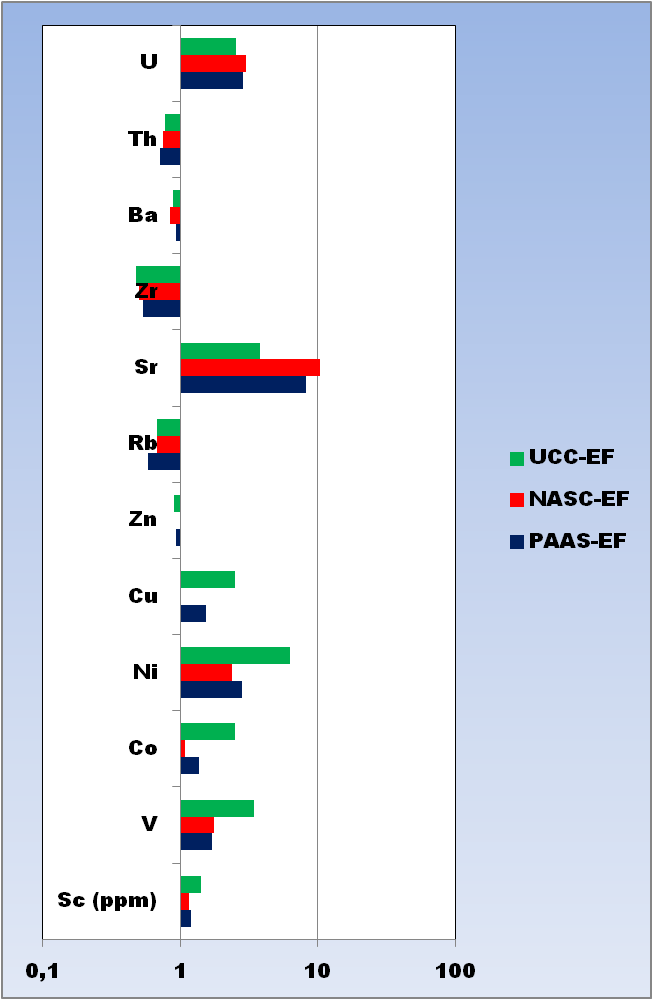 U
Th
Ba
Zr
Sr
Rb
Zn
Cu
Ni
Co
V
Sc (ppm)
0,1 1 10 100
UCC-EF
NASC-EF
PAAS-EF